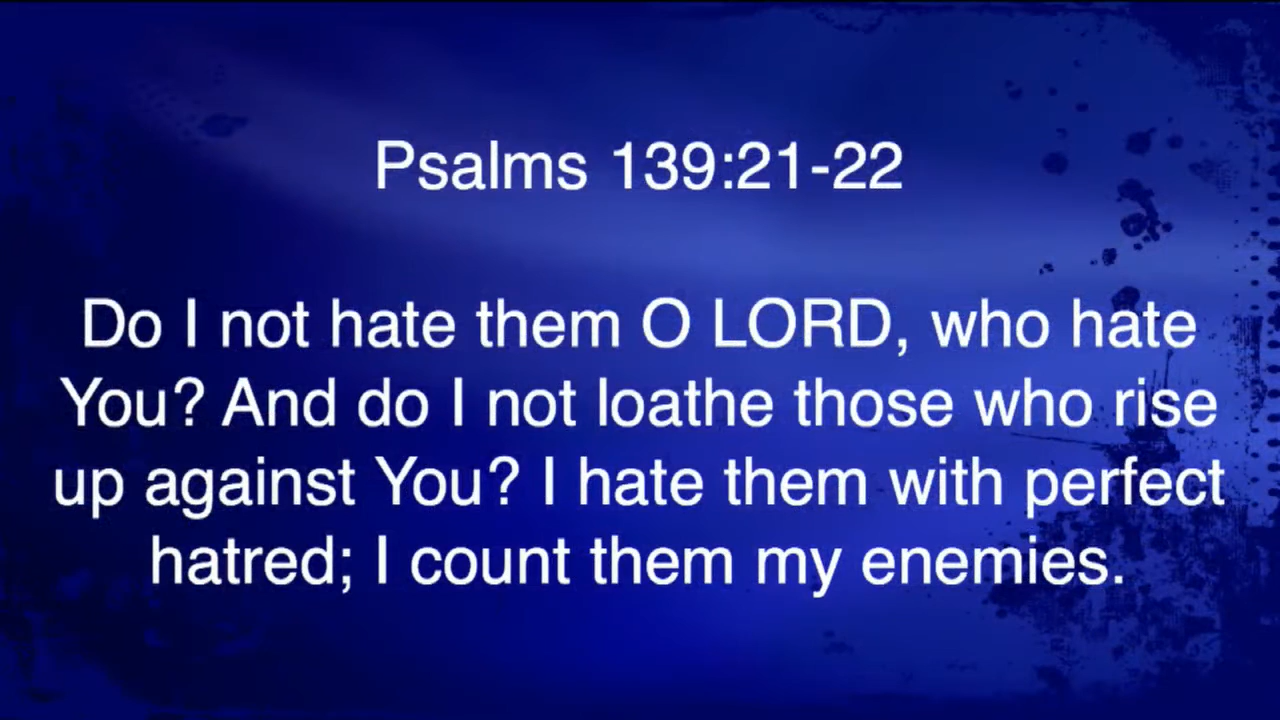 Psalms 139:21-22
Do I not hate them O LORD, who hate
You? And do I not loathe those who rise
up against You? I hate them with perfect
hatred; I count them my enemies.